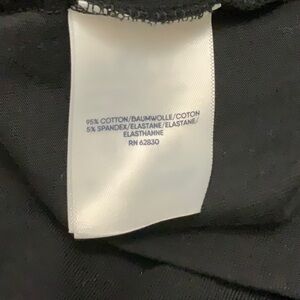 95% COTTON/BAUMWOLLE/COTON
5% SPANDEX/ELASTANE/ELASTANE/
ELASTHANNE
RN 62830